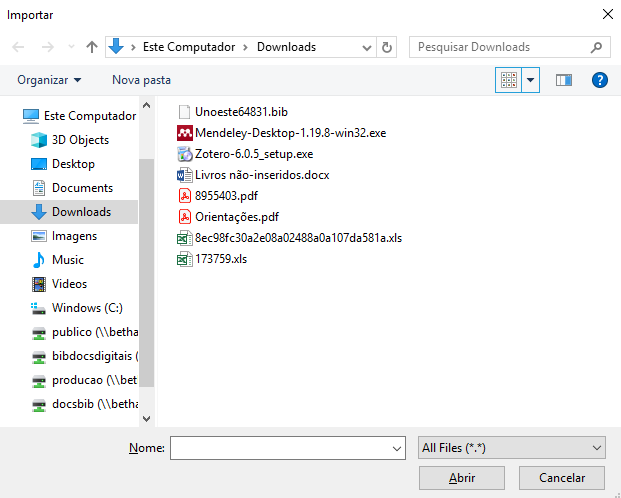 Importar
Este Computador
Downloads
Pesquisar Downloads
Organizar
Nova pasta
Este Computador
3D Objects
Desktop
Documents
Downloads
Imagens
Music
Videos
Windows (C:)
publico (\\betha
bibdocsdigitais (
producao (\\bet
docsbib (\\betha
Unoeste64831.bib
Mendeley-Desktop-1.19.8-win32.exe
Zotero-6.0.5_setup.exe
Livros não-inseridos.docx
8955403.pdf
Orientações.pdf
8ec98fc30a2e08a02488a0a107da581a.xls
173759.xls
Nome:
All Files (*.*)
Abrir
Cancelar